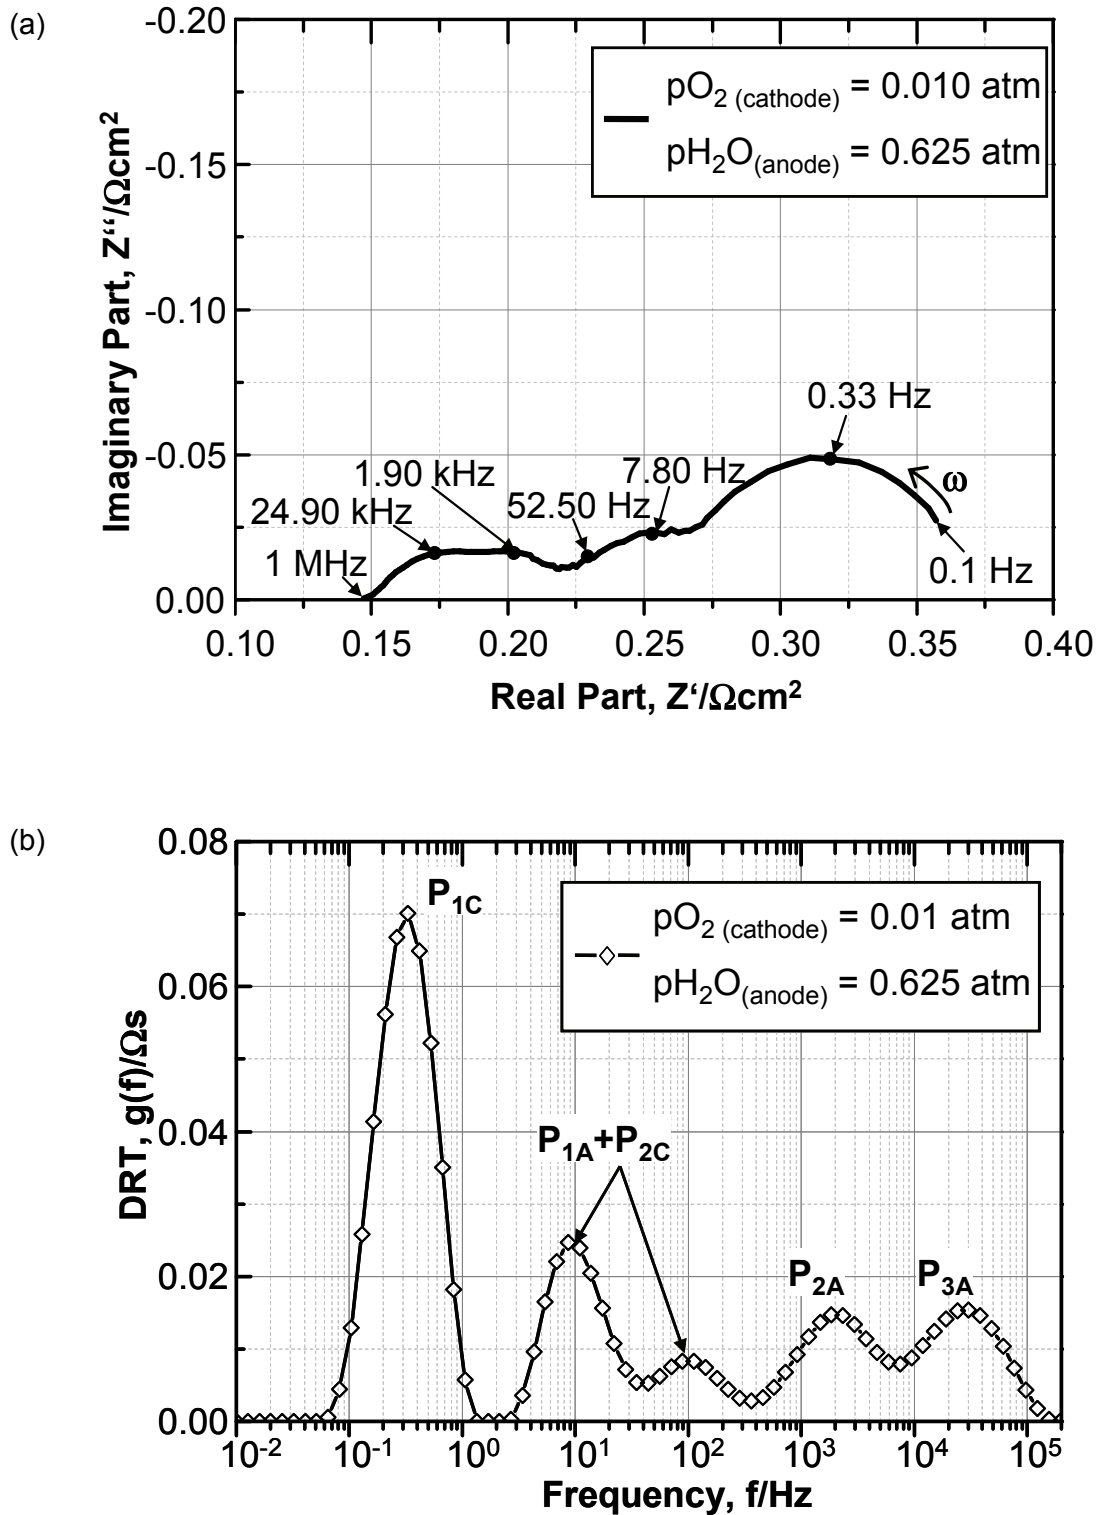 (a)
-0.20
-0.15
-0.10
-0.05
0.00
Imaginary Part, Z“/Ωcm²
pO₂ (cathode) = 0.010 atm
pH₂O(anode) = 0.625 atm
0.33 Hz
1.90 kHz
7.80 Hz
ω
24.90 kHz
52.50 Hz
1 MHz
0.1 Hz
0.10 0.15 0.20 0.25 0.30 0.35 0.40
Real Part, Z‘/Ωcm²
(b)
0.08
0.06
0.04
0.02
0.00
DRT, g(f)/Ωs
P₁C
pO₂ (cathode) = 0.01 atm
pH₂O(anode) = 0.625 atm
P₁A+P₂C
P₂A
P₃A
10⁻² 10⁻¹ 10⁰ 10¹ 10² 10³ 10⁴ 10⁵
Frequency, f/Hz